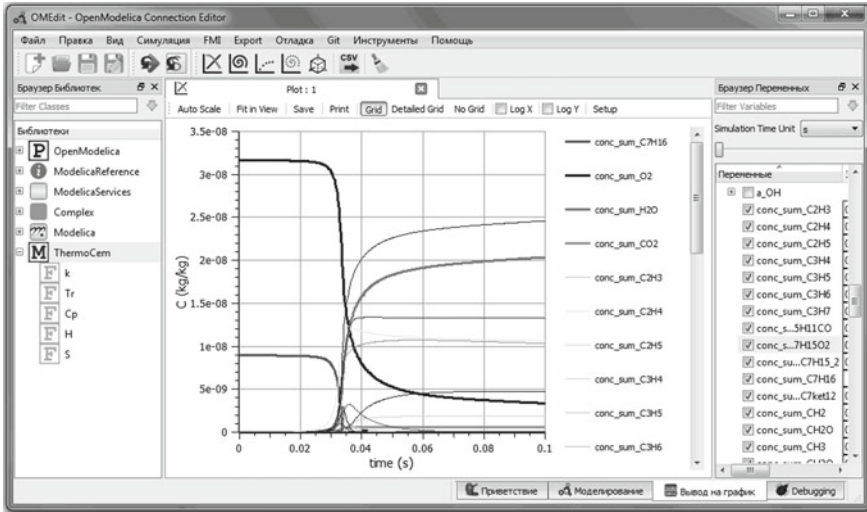 OMEdit - OpenModelica Connection Editor
Файл Правка Вид Симуляция FMI Export Отладка Git Инструменты Помощь
CSV
Браузер Библиотек
Filter Classes
Библиотеки
P OpenModelica
i ModelicaReference
ModelicaServices
Complex
Modelica
M ThermoCem
F k
F Tr
F Cp
F H
F S
Plot : 1
Auto Scale Fit in View Save Print Grid Detailed Grid No Grid Log X Log Y Setup
3.5e-08
3e-08
2.5e-08
2e-08
1.5e-08
1e-08
5e-09
0
C (kg/kg)
0 0.02 0.04 0.06 0.08 0.1
time (s)
conc_sum_C7H16
conc_sum_O2
conc_sum_H2O
conc_sum_CO2
conc_sum_C2H3
conc_sum_C2H4
conc_sum_C2H5
conc_sum_C3H4
conc_sum_C3H5
conc_sum_C3H6
Браузер Переменных
Filter Variables
Simulation Time Unit s
Переменные
a_OH
conc_sum_C2H3
conc_sum_C2H4
conc_sum_C2H5
conc_sum_C3H4
conc_sum_C3H5
conc_sum_C3H6
conc_sum_C3H7
conc_s...5H11CO
conc_s...7H15O2
conc_su...C7H15_2
conc_sum_C7H16
conc_su...C7ket12
conc_sum_CH2
conc_sum_CH2O
conc_sum_CH3
Приветствие Моделирование Вывод на график Debugging